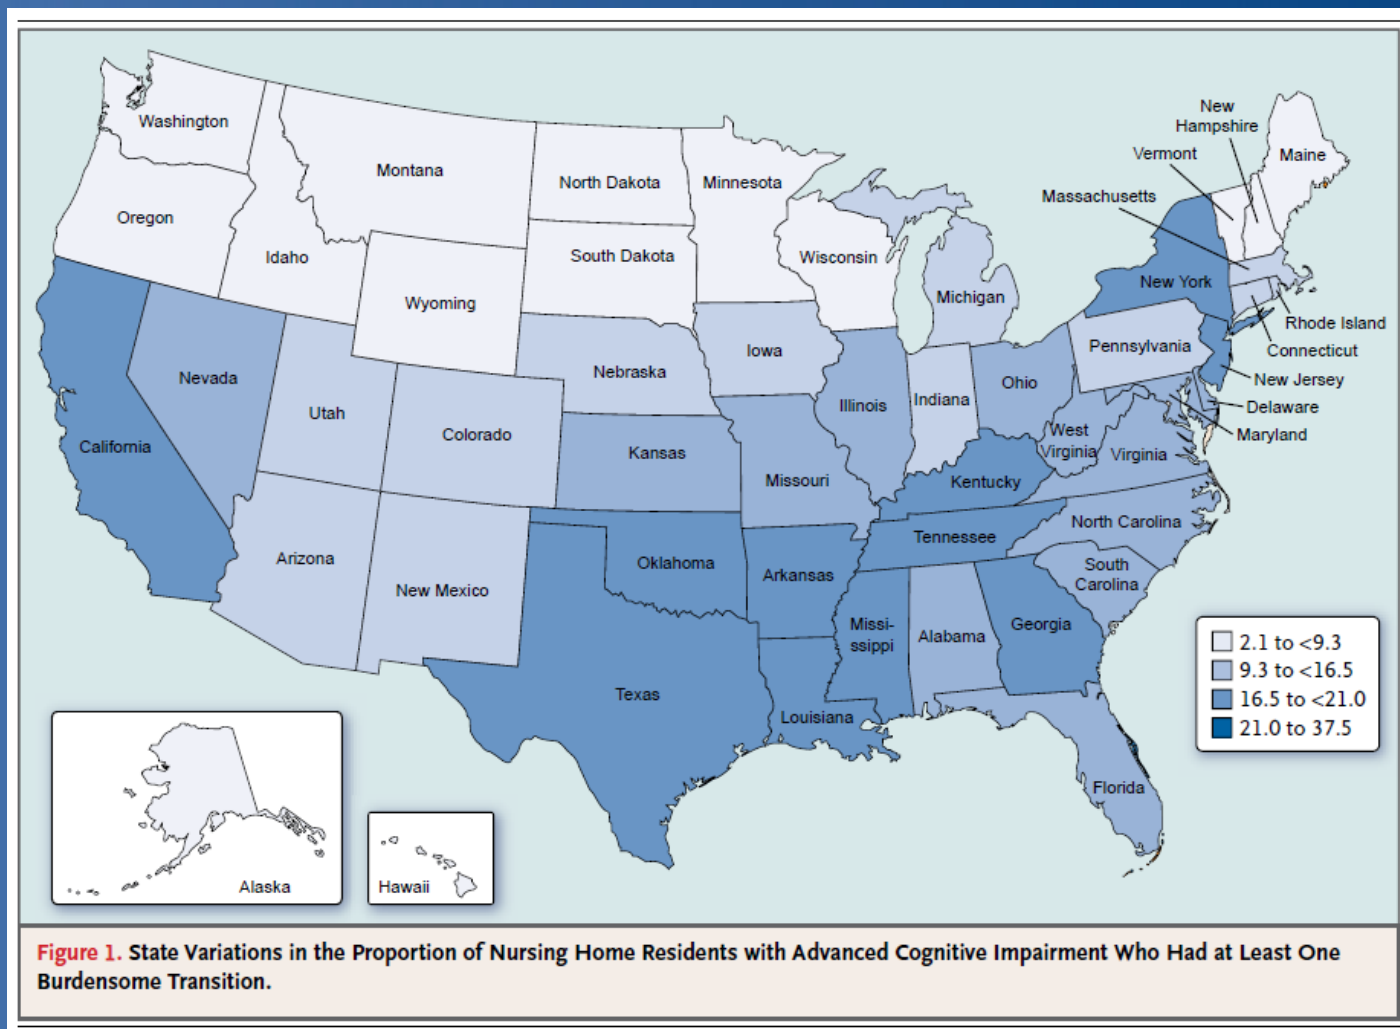 Washington
Montana
North Dakota
Minnesota
New
Hampshire
Vermont
Maine
Massachusetts
Oregon
Idaho
South Dakota
Wisconsin
Wyoming
Michigan
New York
Rhode Island
Connecticut
Pennsylvania
Iowa
Nebraska
Nevada
Utah
Ohio
Illinois
Indiana
New Jersey
Delaware
Maryland
California
Colorado
Kansas
Missouri
West
Virginia
Virginia
Kentucky
North Carolina
Tennessee
Arizona
New Mexico
Oklahoma
Arkansas
South
Carolina
Missi-
ssippi
Alabama
Georgia
Texas
Louisiana
Florida
Alaska
Hawaii
2.1 to <9.3
9.3 to <16.5
16.5 to <21.0
21.0 to 37.5
Figure 1. State Variations in the Proportion of Nursing Home Residents with Advanced Cognitive Impairment Who Had at Least One
Burdensome Transition.